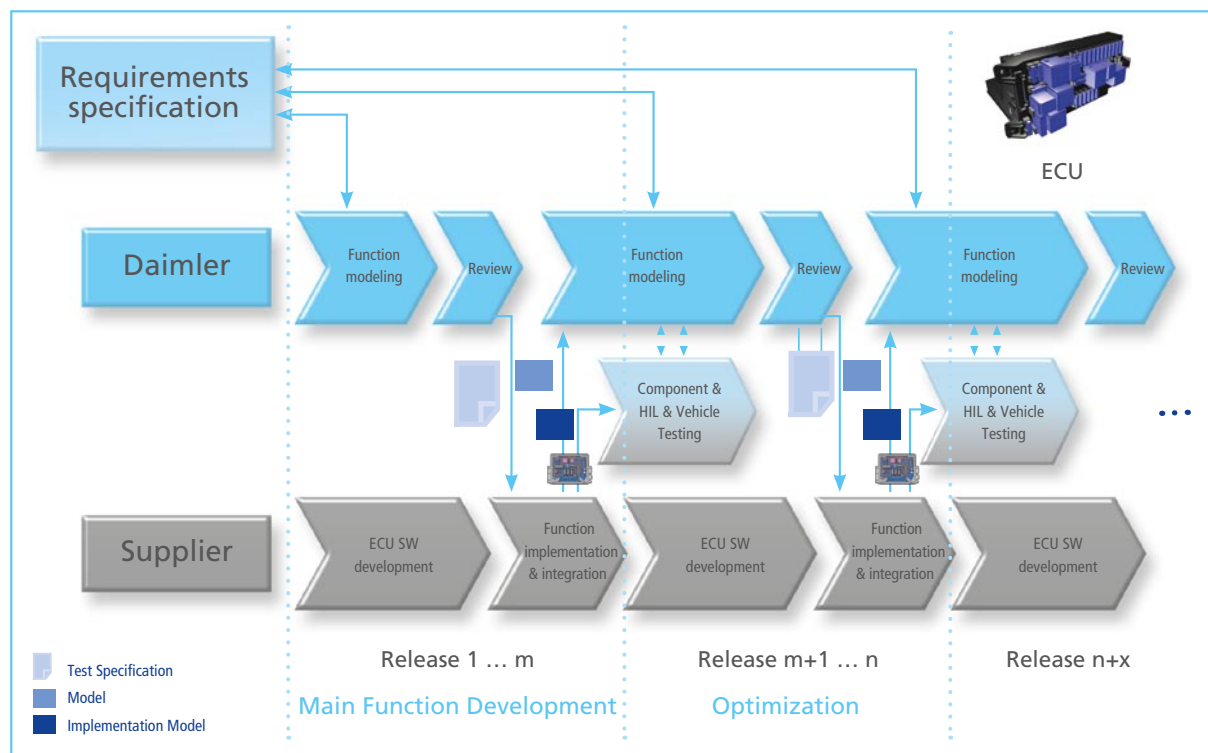 Requirements
specification
ECU
Daimler
Function
modeling
Review
Function
modeling
Review
Function
modeling
Review
Component &
HIL & Vehicle
Testing
Component &
HIL & Vehicle
Testing
...
Supplier
ECU SW
development
Function
implementation
& integration
ECU SW
development
Function
implementation
& integration
ECU SW
development
Test Specification
Model
Implementation Model
Release 1 ... m
Release m+1 ... n
Release n+x
Main Function Development
Optimization